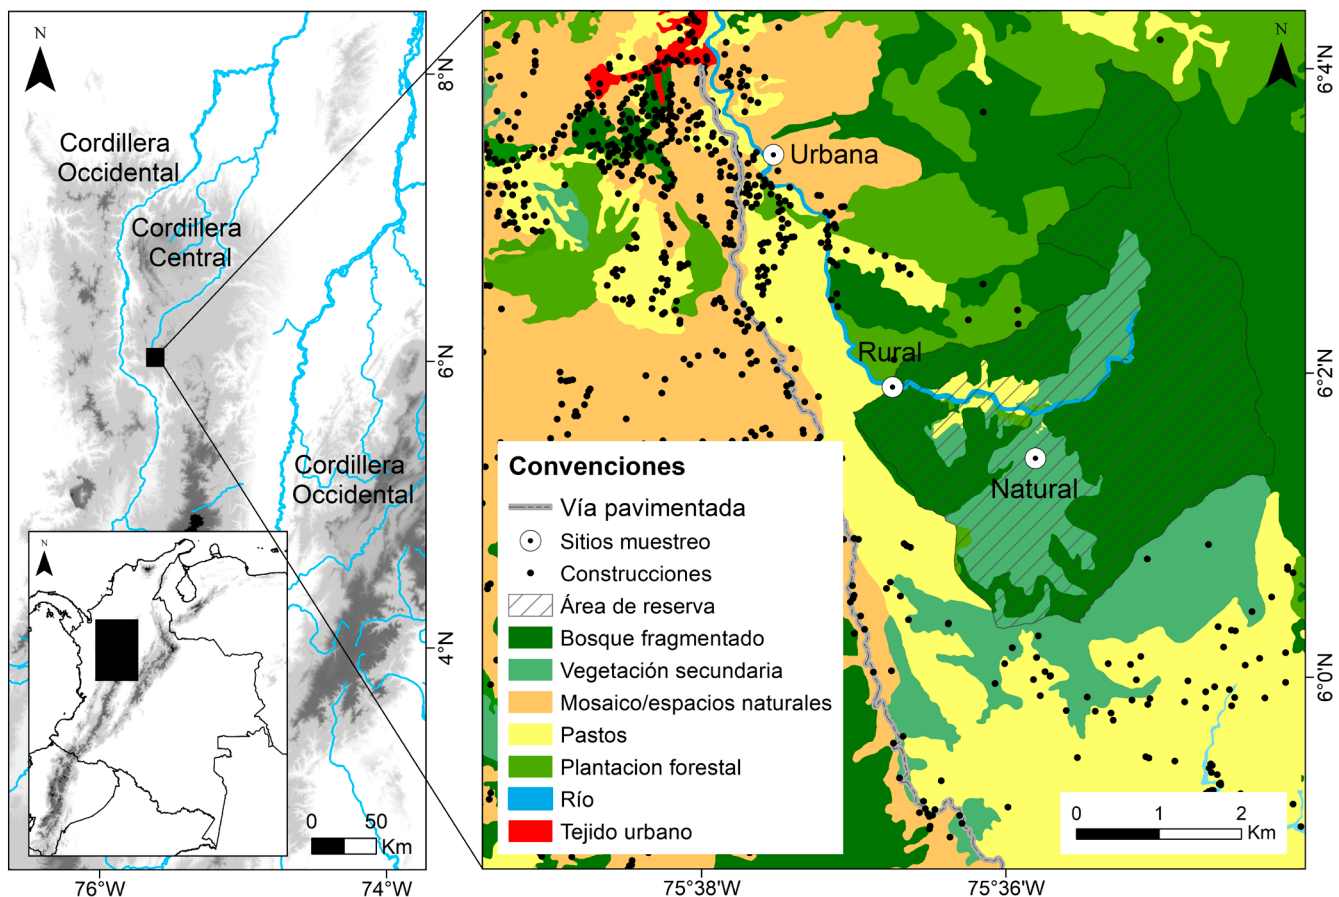 N
Cordillera
Occidental
Cordillera
Central
Cordillera
Occidental
N
0 50
Km
76°W
74°W
8°N
6°N
4°N
N
Urbana
Rural
Natural
Convenciones
Vía pavimentada
Sitios muestreo
Construcciones
Área de reserva
Bosque fragmentado
Vegetación secundaria
Mosaico/espacios naturales
Pastos
Plantacion forestal
Río
Tejido urbano
0 1 2
Km
6°4'N
6°2'N
6°0'N
75°38'W
75°36'W